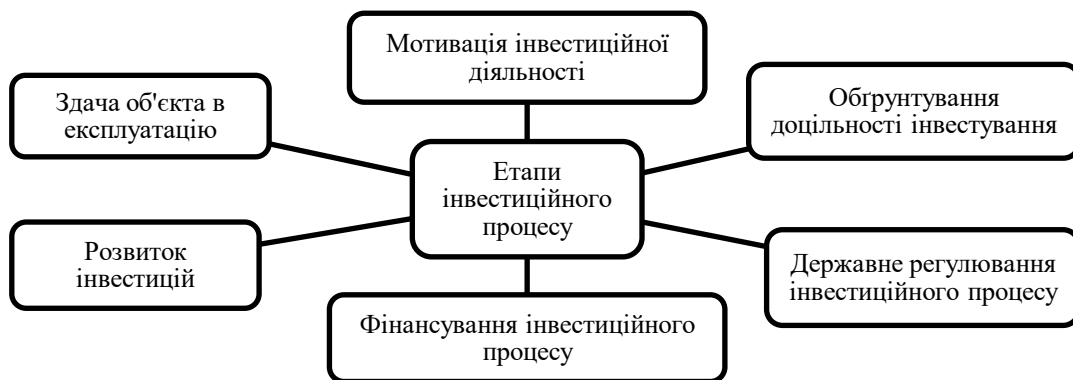 Мотивація інвестиційної
діяльності
Здача об'єкта в
експлуатацію
Обґрунтування
доцільності інвестування
Етапи
інвестиційного
процесу
Розвиток
інвестицій
Державне регулювання
інвестиційного процесу
Фінансування інвестиційного
процесу